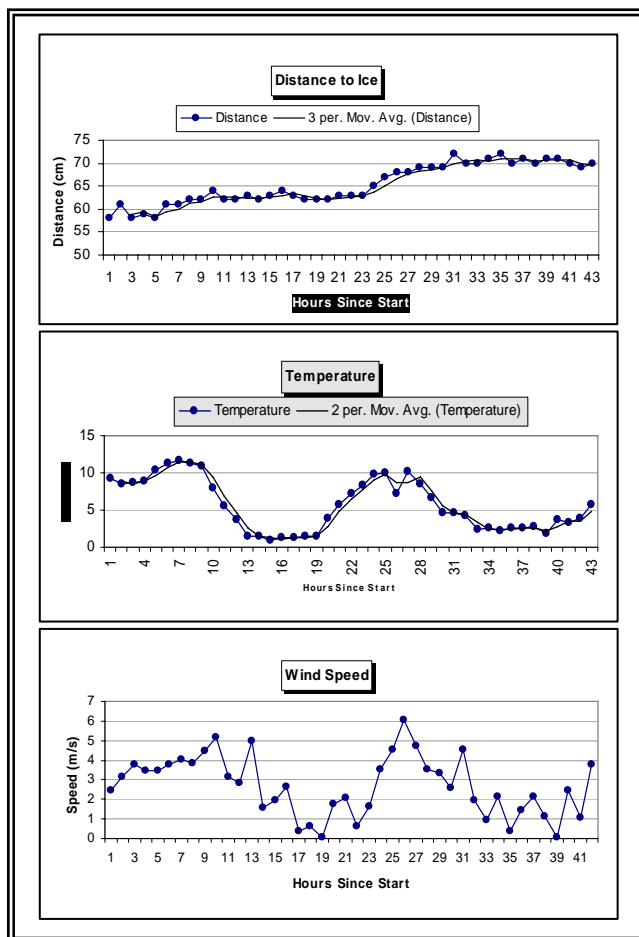 Distance to Ice
Distance 3 per. Mov. Avg. (Distance)
75
70
65
60
55
50
Distance (cm)
1 3 5 7 9 11 13 15 17 19 21 23 25 27 29 31 33 35 37 39 41 43
Hours Since Start
Temperature
Temperature 2 per. Mov. Avg. (Temperature)
15
10
5
0
1 4 7 10 13 16 19 22 25 28 31 34 37 40 43
Hours Since Start
Wind Speed
7
6
5
4
3
2
1
0
Speed (m/s)
1 3 5 7 9 11 13 15 17 19 21 23 25 27 29 31 33 35 37 39 41
Hours Since Start